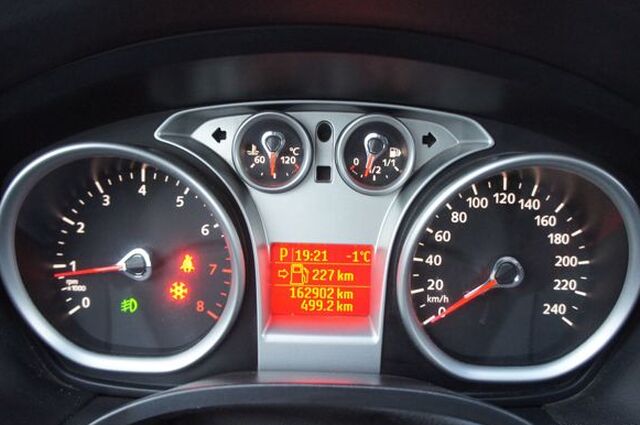 60 120 °C
0 1/2 1/1
0 1 2 3 4 5 6 7 8
rpm
x1000
P 19:21 -1°C
227 km
162902 km
499.2 km
0 20 40 60 80 100 120 140 160 180 200 220 240
km/h